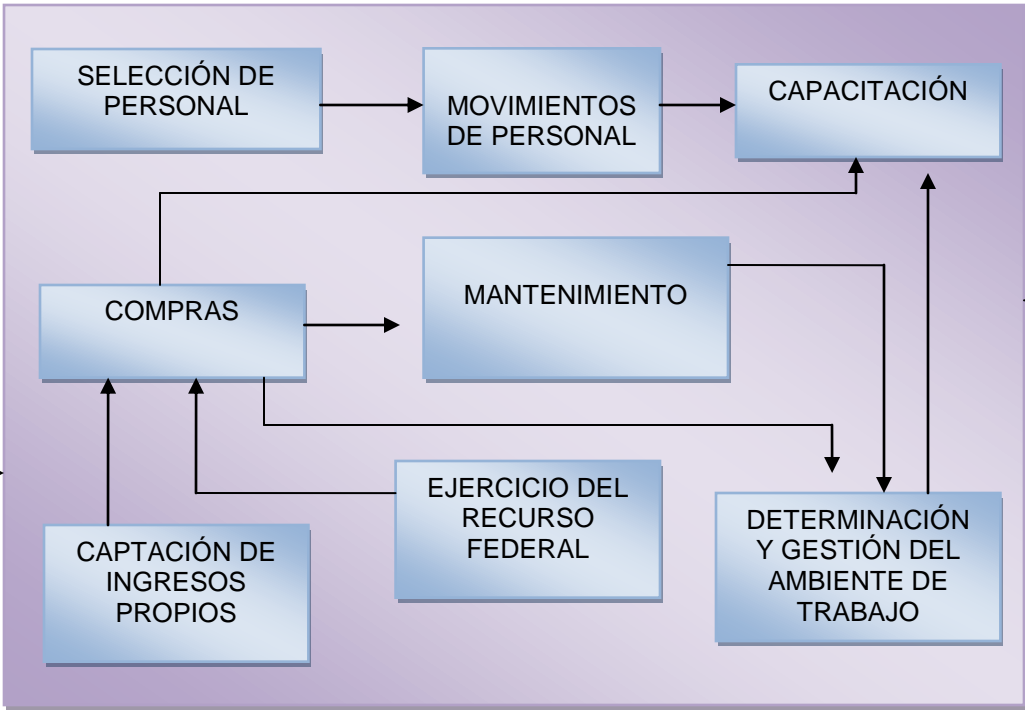 SELECCIÓN DE
PERSONAL
MOVIMIENTOS
DE PERSONAL
CAPACITACIÓN
COMPRAS
MANTENIMIENTO
CAPTACIÓN DE
INGRESOS
PROPIOS
EJERCICIO DEL
RECURSO
FEDERAL
DETERMINACIÓN
Y GESTIÓN DEL
AMBIENTE DE
TRABAJO